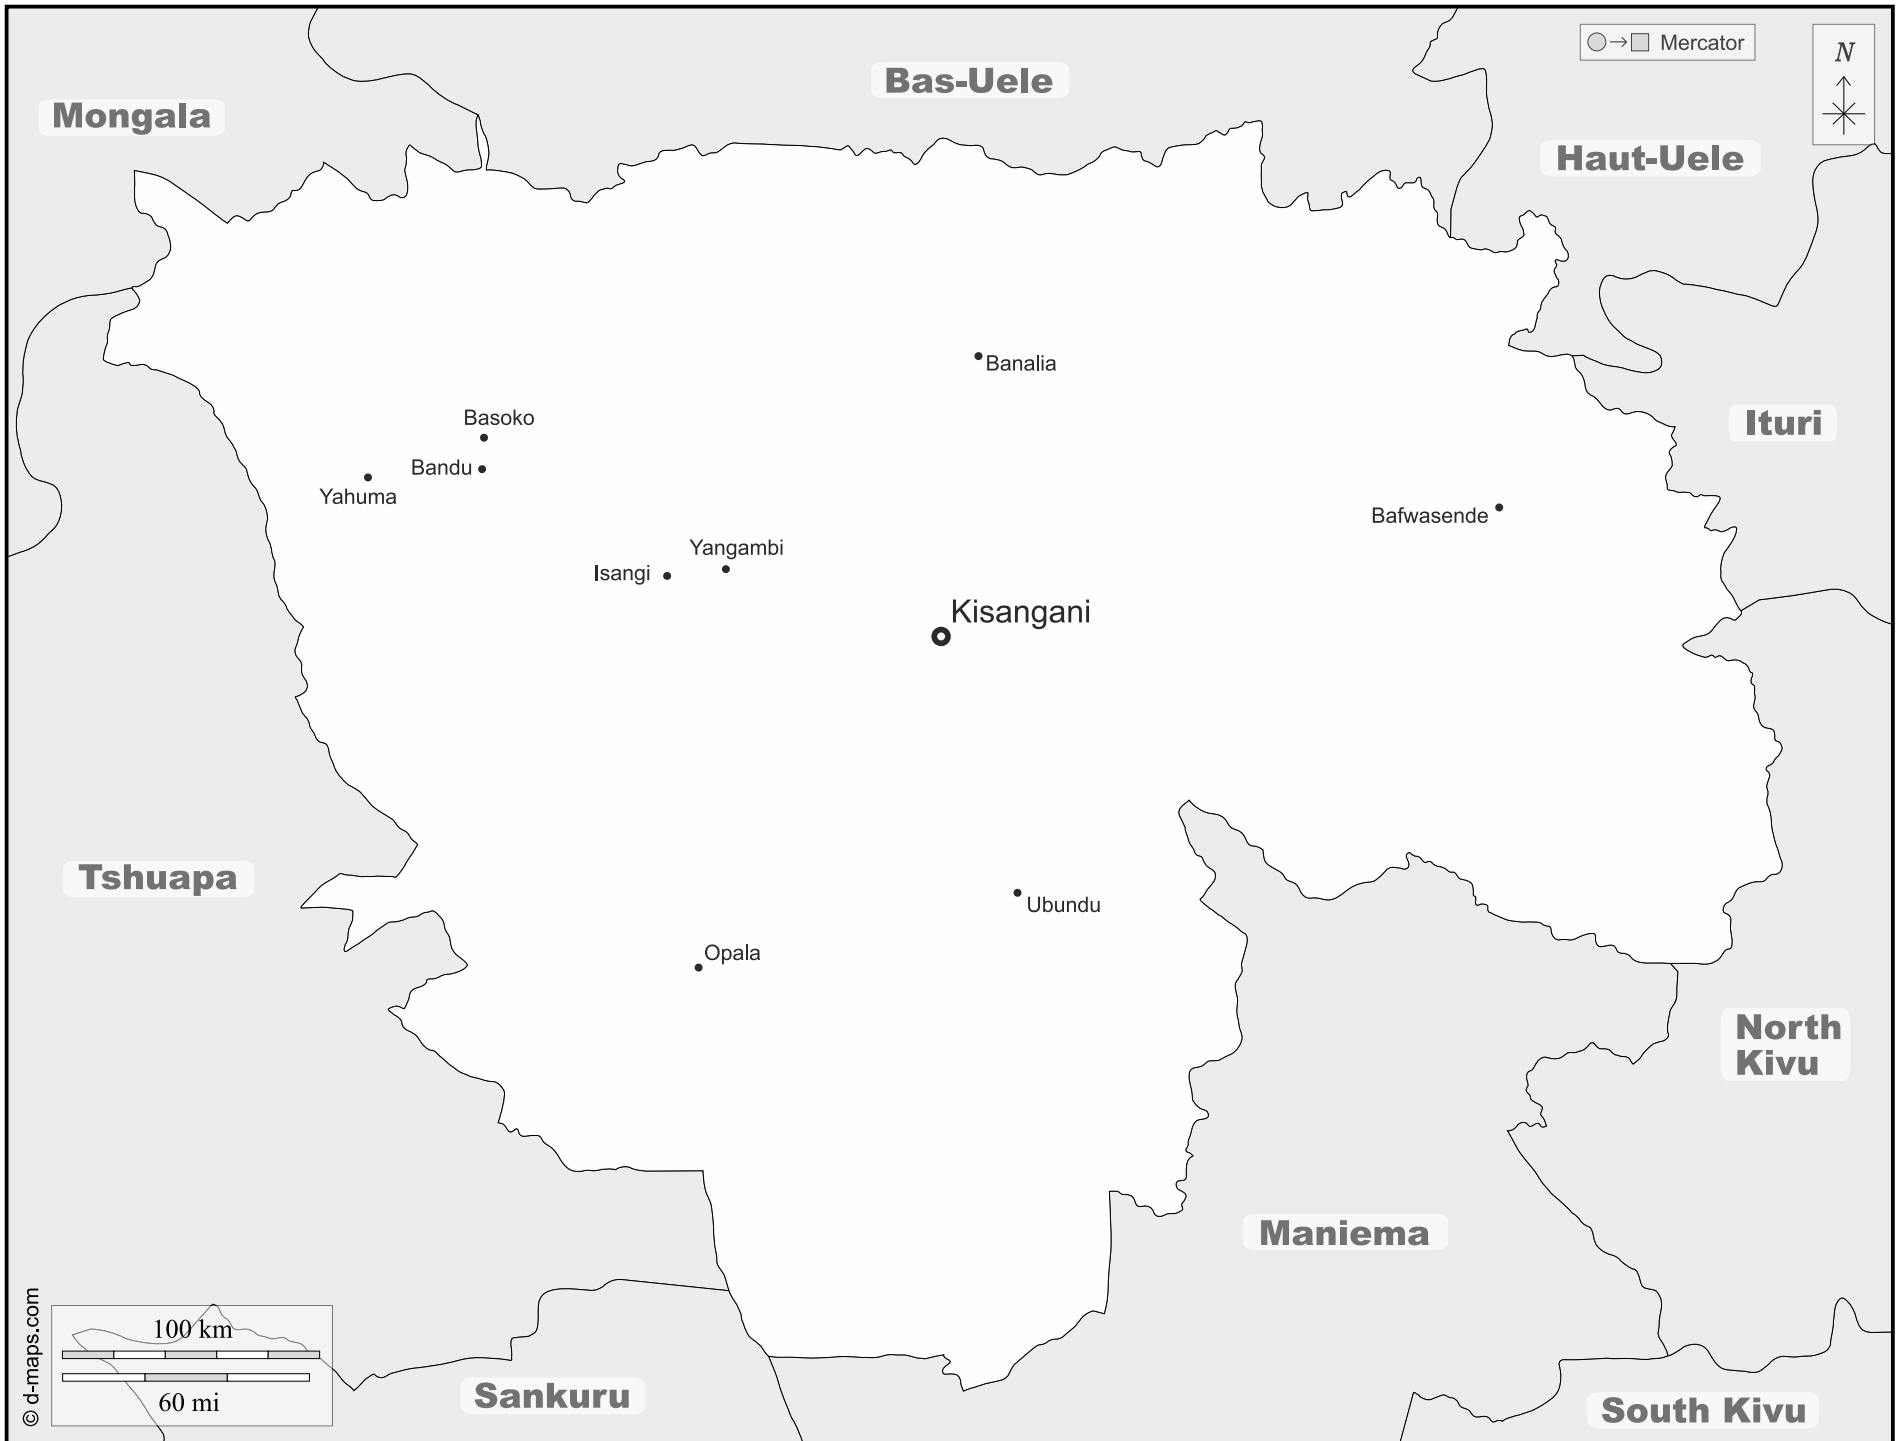 Mercator
N
Bas-Uele
Mongala
Haut-Uele
Banalia
Basoko
Ituri
Bandu
Yahuma
Bafwasende
Yangambi
Isangi
Kisangani
Tshuapa
Ubundu
Opala
North
Kivu
Maniema
100 km
60 mi
© d-maps.com
Sankuru
South Kivu